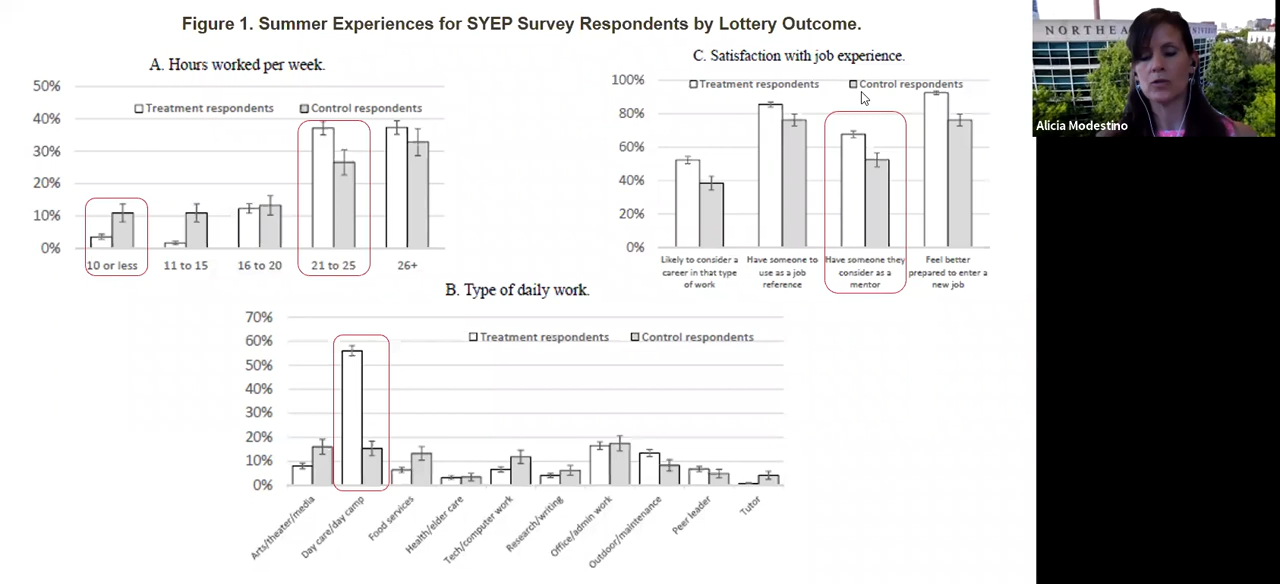 Figure 1. Summer Experiences for SYEP Survey Respondents by Lottery Outcome.
A. Hours worked per week.
50%
40%
30%
20%
10%
0%
Treatment respondents
Control respondents
10 or less
11 to 15
16 to 20
21 to 25
26+
C. Satisfaction with job experience.
100%
80%
60%
40%
20%
0%
Treatment respondents
Control respondents
Likely to consider a
career in that type
of work
Have someone to
use as a job
reference
Have someone they
consider as a
mentor
Feel better
prepared to enter a
new job
B. Type of daily work.
70%
60%
50%
40%
30%
20%
10%
0%
Treatment respondents
Control respondents
Arts/theater/media
Day care/day camp
Food services
Health/elder care
Tech/computer work
Research/writing
Office/admin work
Outdoor/maintenance
Peer leader
Tutor
Alicia Modestino